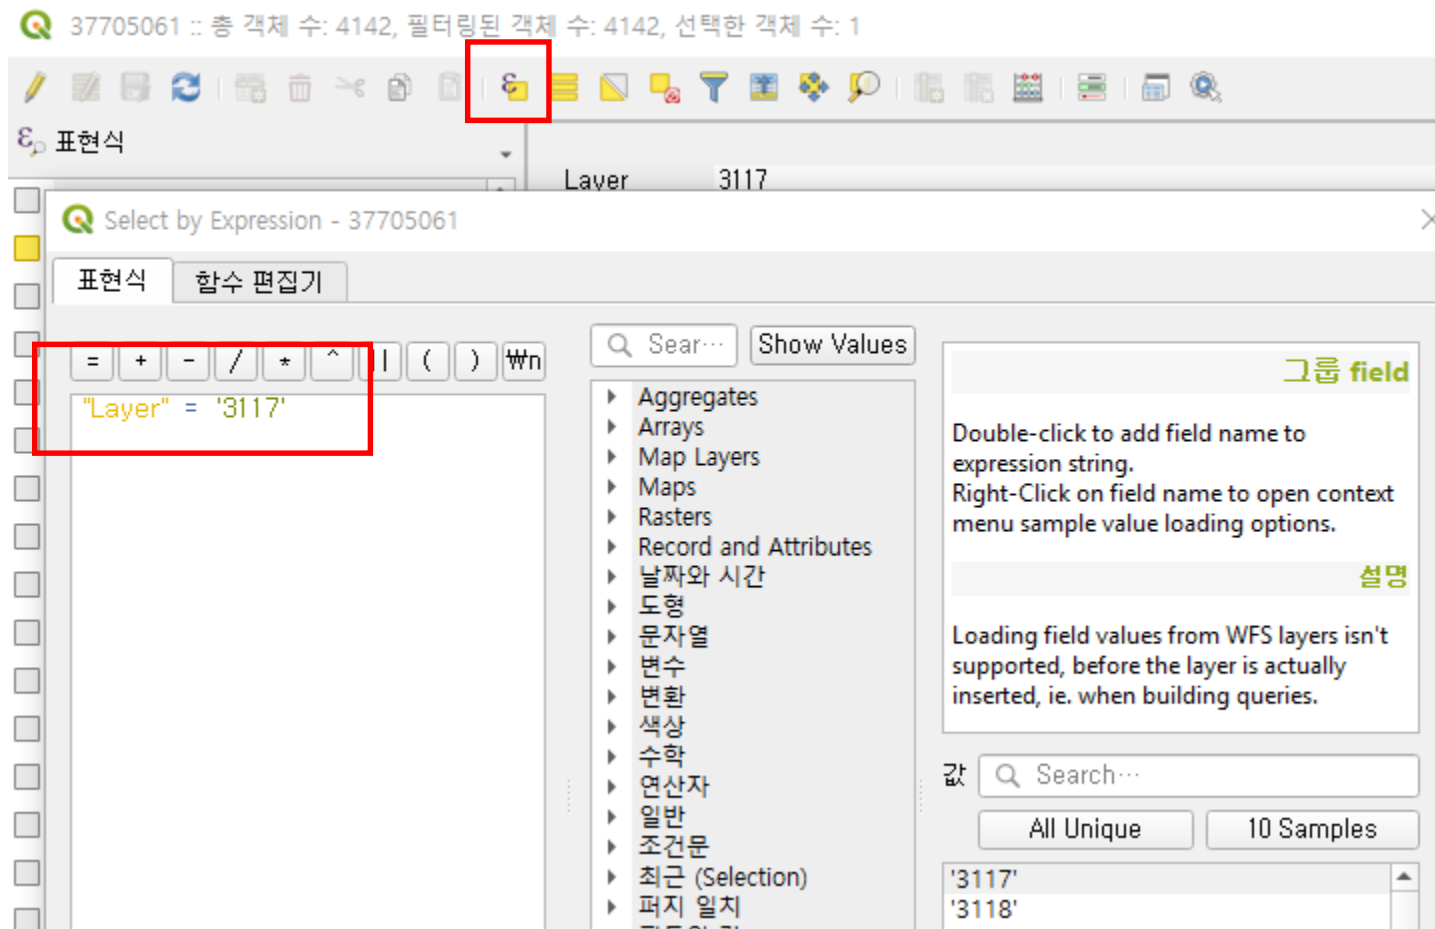 37705061 :: 총 객체 수: 4142, 필터링된 객체 수: 4142, 선택한 객체 수: 1
표현식
Layer 3117
Select by Expression - 37705061
표현식 함수 편집기
= + - / * ^ || ( ) ₩n
"Layer" = '3117'
Sear... Show Values
Aggregates
Arrays
Map Layers
Maps
Rasters
Record and Attributes
날짜와 시간
도형
문자열
변수
변환
색상
수학
연산자
일반
조건문
최근 (Selection)
퍼지 일치
그룹 field
Double-click to add field name to
expression string.
Right-Click on field name to open context
menu sample value loading options.
설명
Loading field values from WFS layers isn't
supported, before the layer is actually
inserted, ie. when building queries.
값 Search...
All Unique 10 Samples
'3117'
'3118'